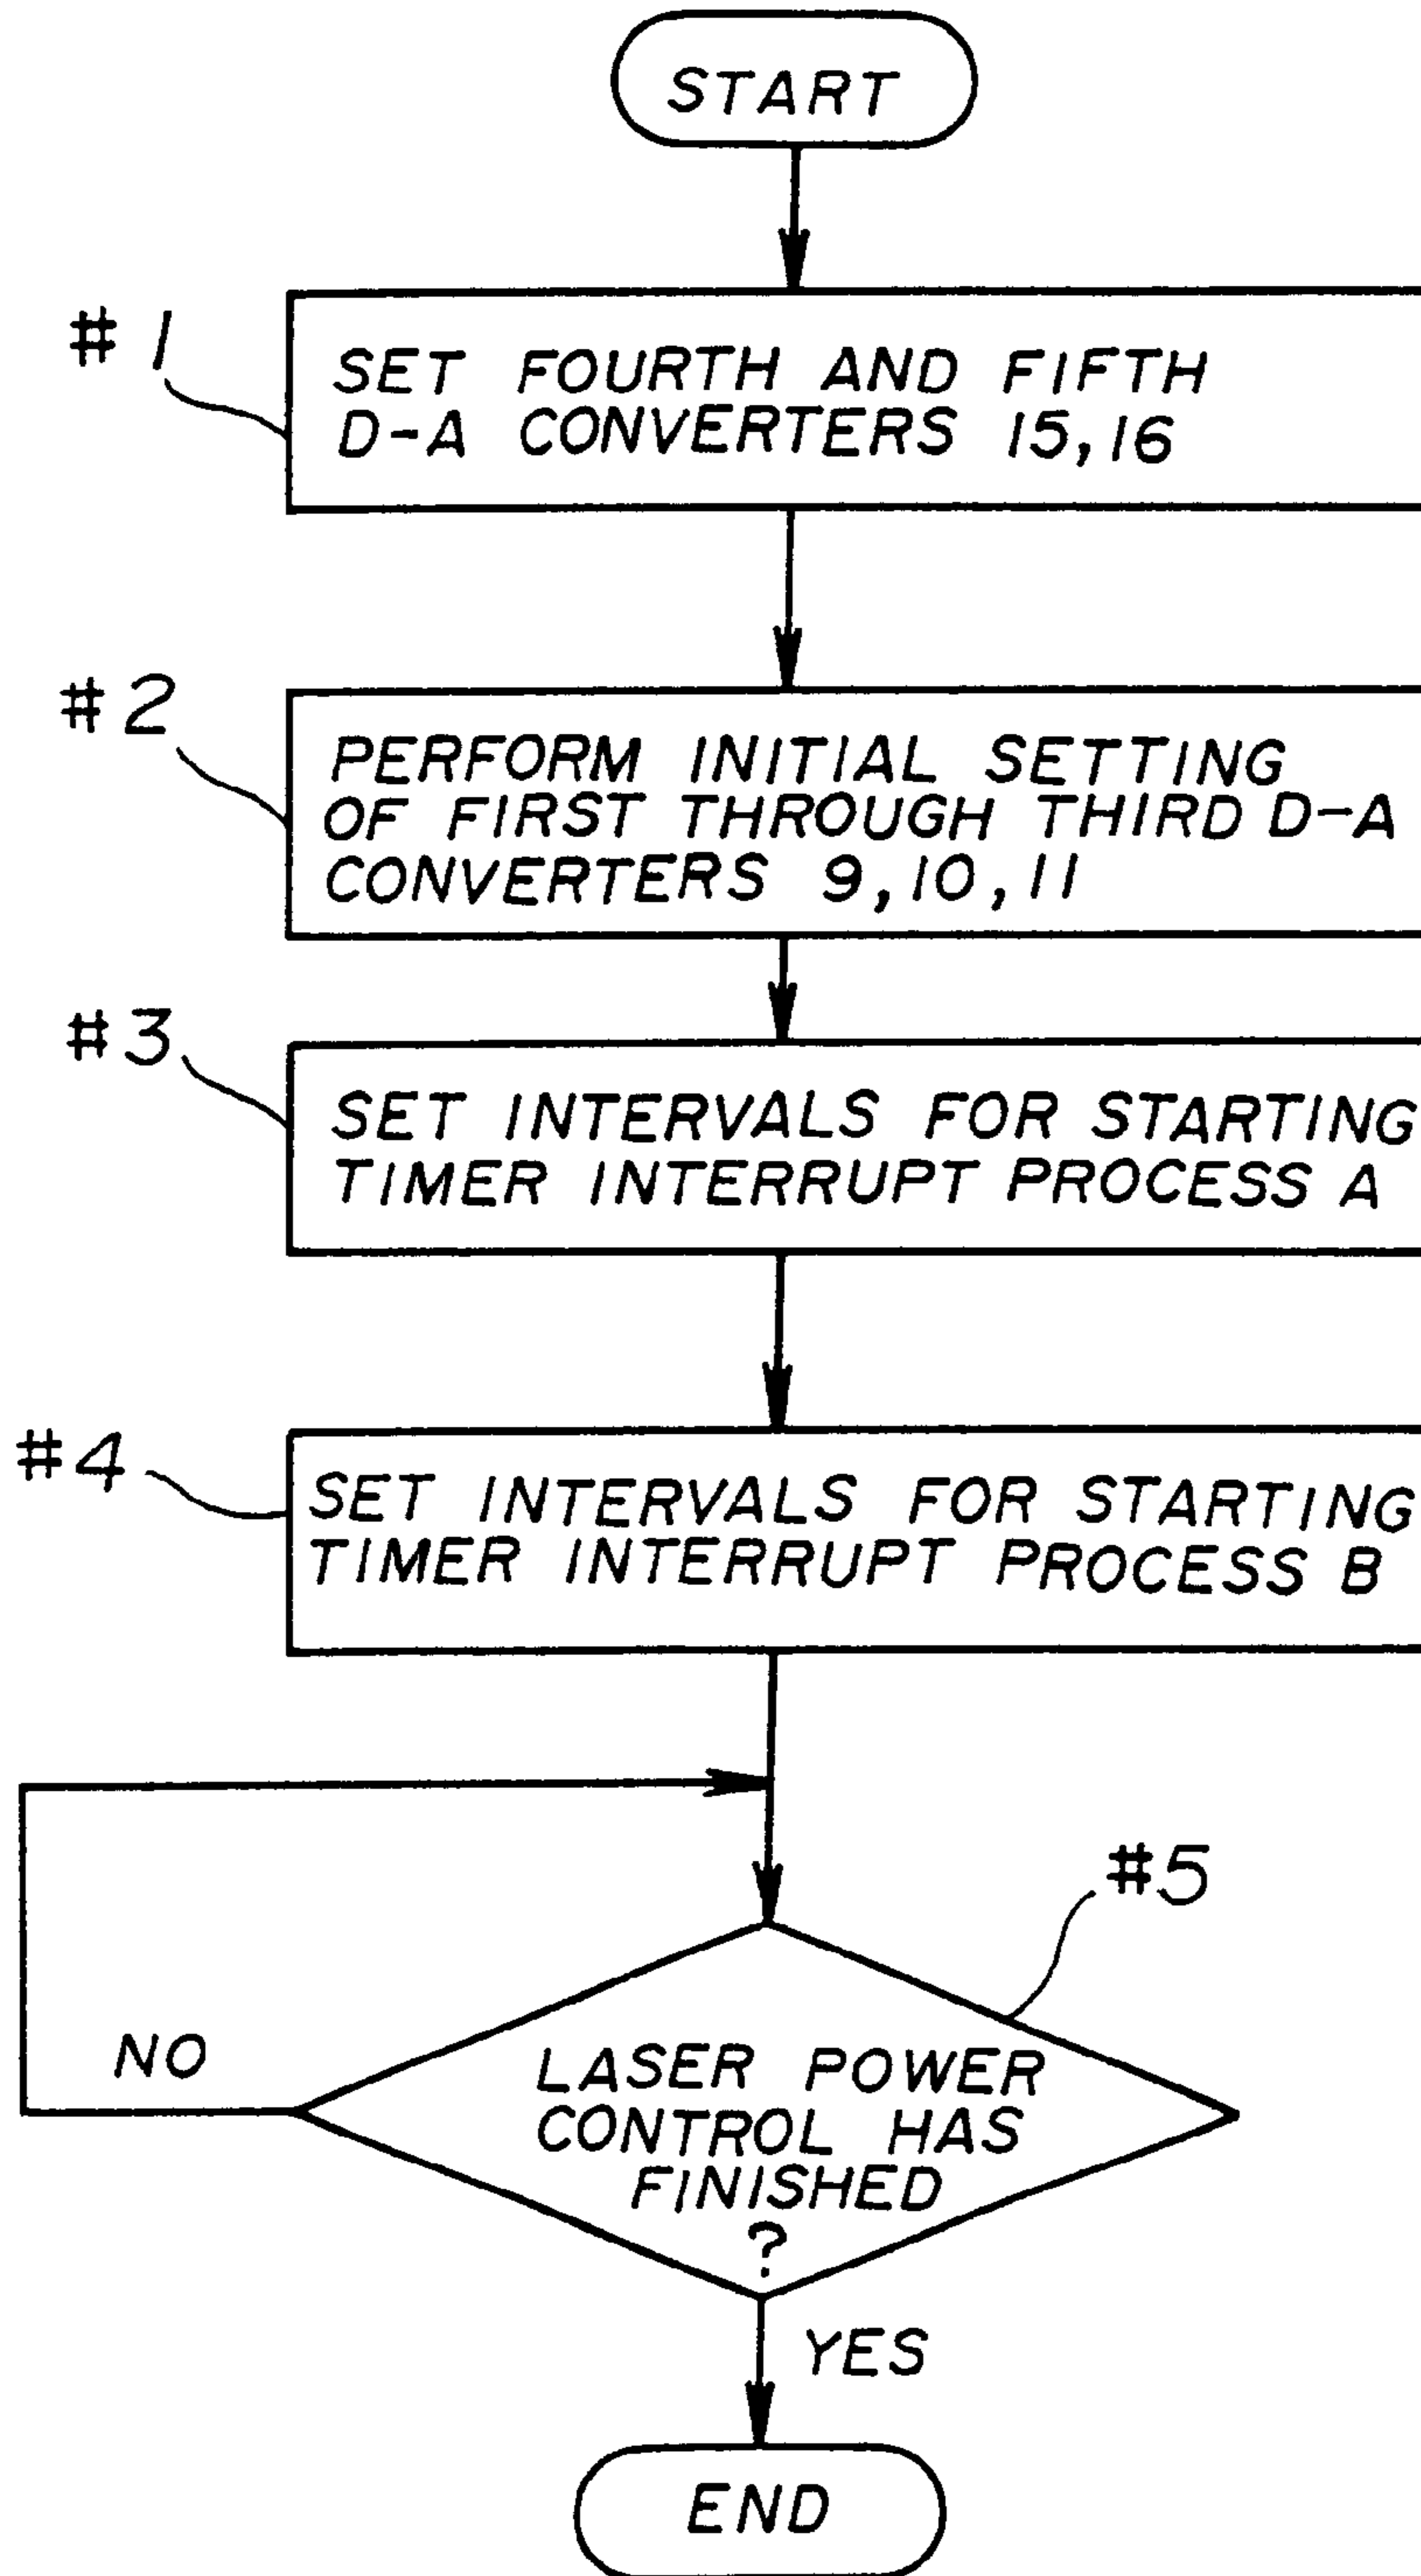 START
#1
SET FOURTH AND FIFTH
D-A CONVERTERS 15,16
#2
PERFORM INITIAL SETTING
OF FIRST THROUGH THIRD D-A
CONVERTERS 9,10,11
#3
SET INTERVALS FOR STARTING
TIMER INTERRUPT PROCESS A
#4
SET INTERVALS FOR STARTING
TIMER INTERRUPT PROCESS B
#5
LASER POWER
CONTROL HAS
FINISHED
?
NO
YES
END